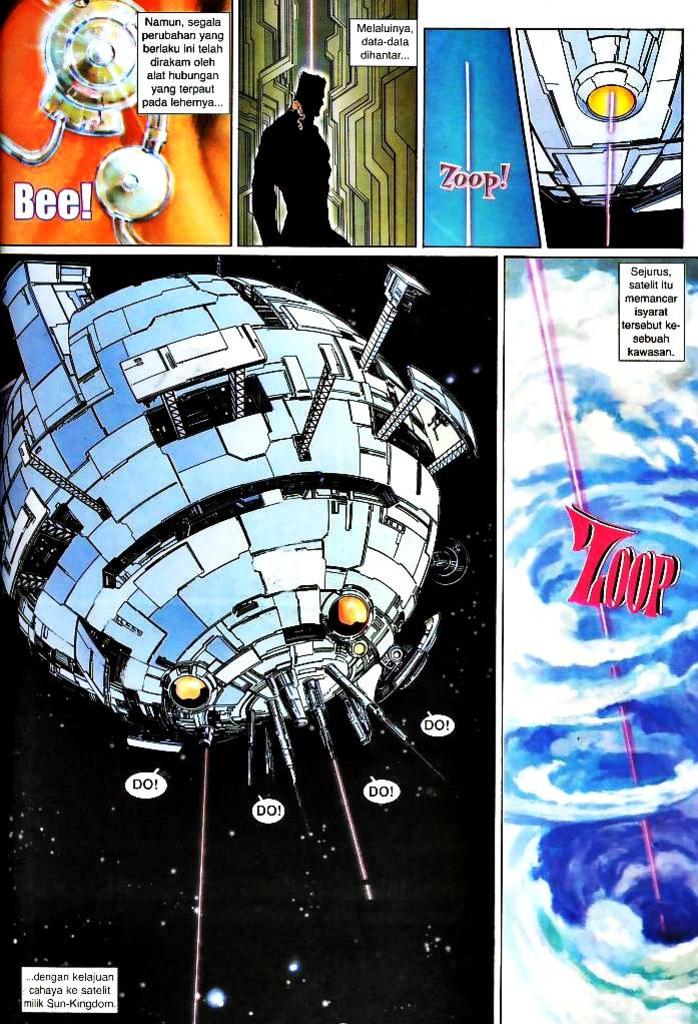 Namun, segala
perubahan yang
berlaku ini telah
dirakam oleh
alat hubungan
yang terpaut
pada lehernya...
Bee!
Melaluinya,
data-data
dihantar...
Zoop!
...dengan kelajuan
cahaya ke satelit
milik Sun-Kingdom.
DO!
DO!
DO!
DO!
Sejurus,
satelit itu
memancar
isyarat
tersebut ke-
sebuah
kawasan.
ZOOP